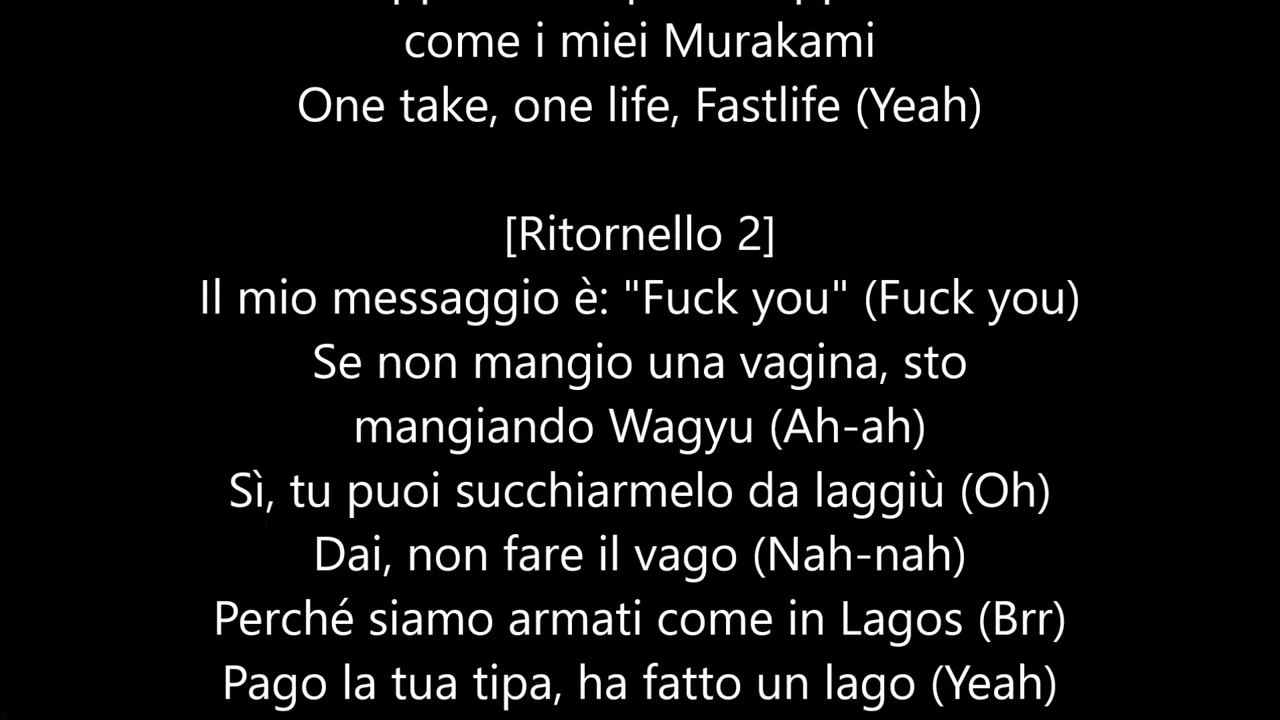 come i miei Murakami
One take, one life, Fastlife (Yeah)
[Ritornello 2]
Il mio messaggio è: "Fuck you" (Fuck you)
Se non mangio una vagina, sto
mangiando Wagyu (Ah-ah)
Sì, tu puoi succhiarmelo da laggiù (Oh)
Dai, non fare il vago (Nah-nah)
Perché siamo armati come in Lagos (Brr)
Pago la tua tipa, ha fatto un lago (Yeah)